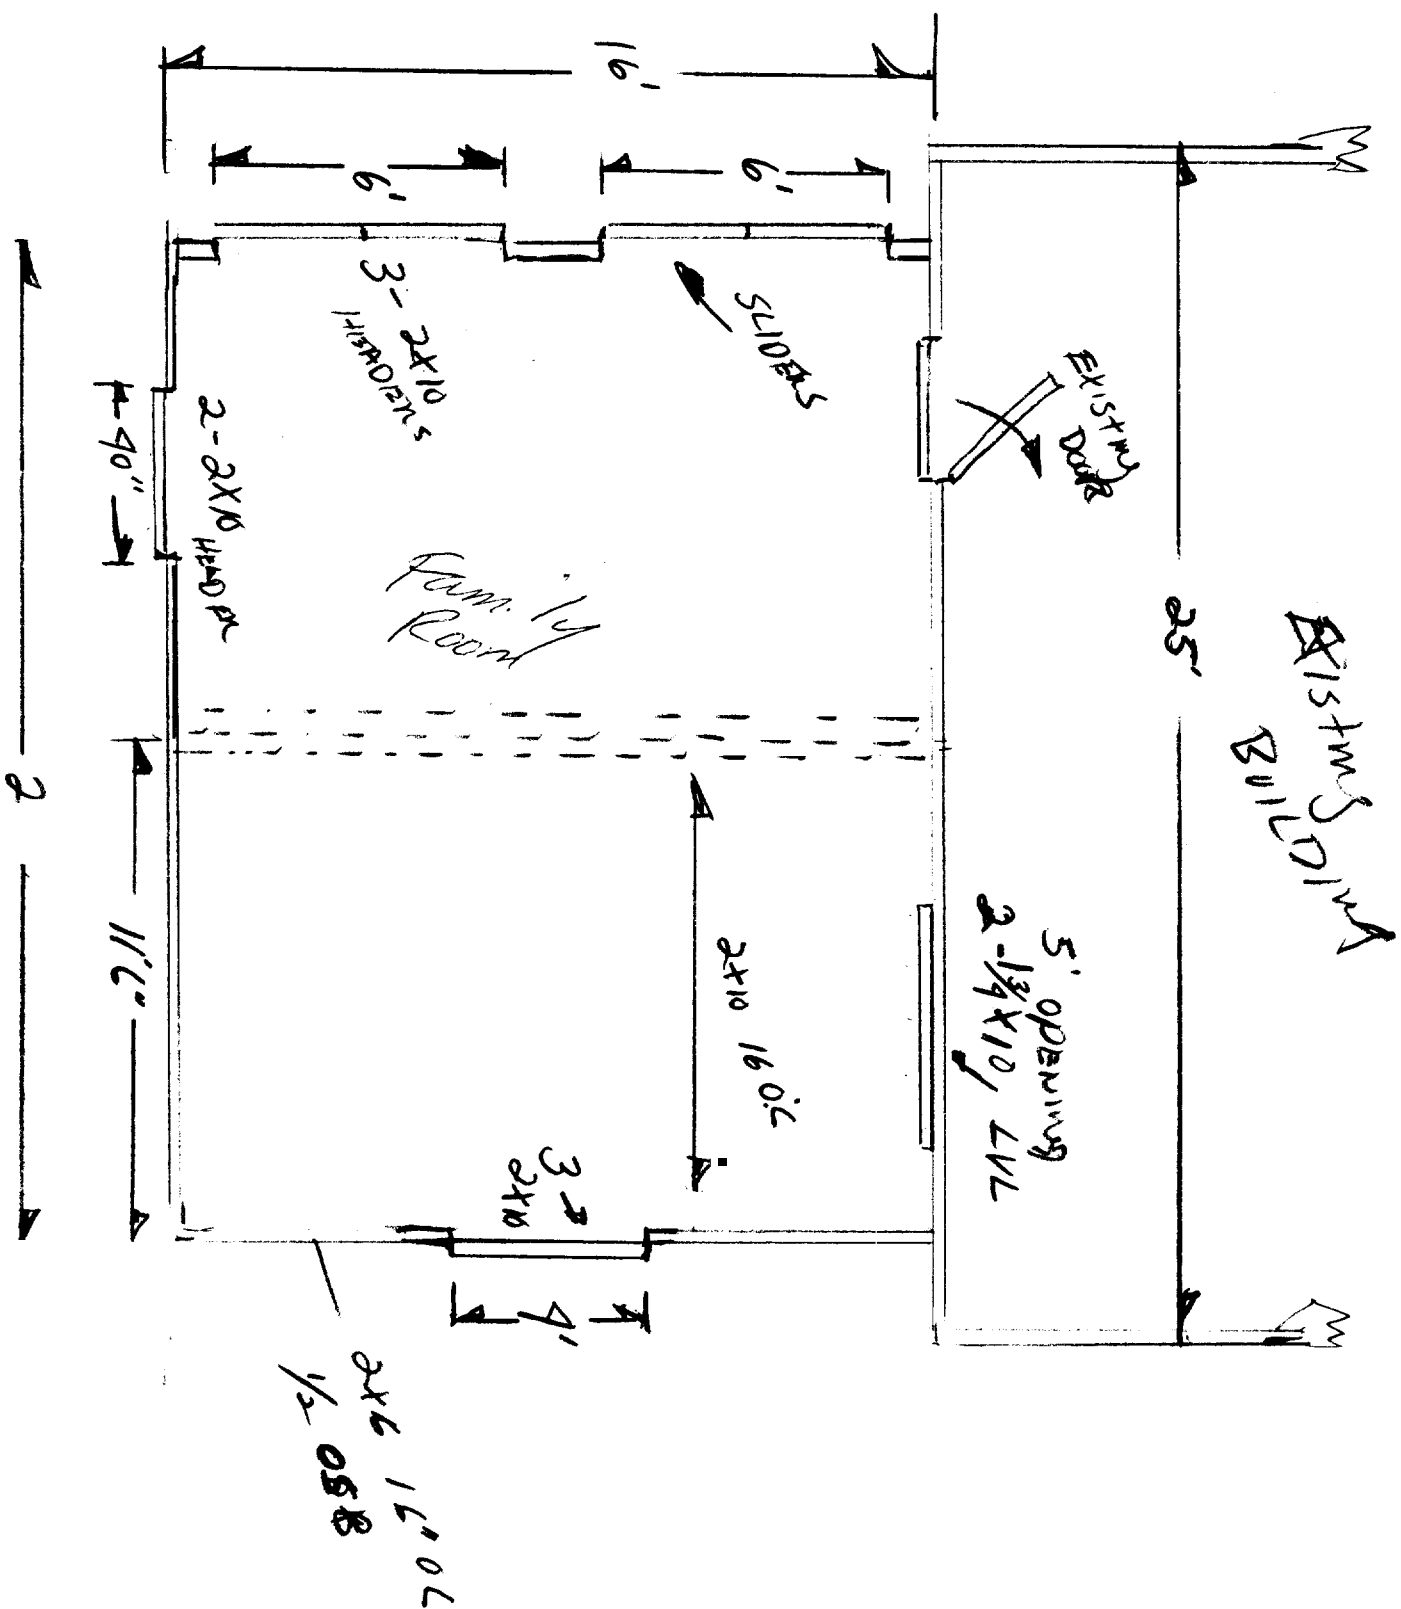 Existing
BUILDING
25'
Existing
Door
5' OPENING
2 - 1 3/4 X 10, LVL
16'
6'
6'
SLIDERS
3 - 2X10
HEADERS
2 - 2X10
HEADER
40"
Family
Room
2X10 16 O.C
3
2X10
4'
11'6"
2
2X6 16" OC
1/2 OSB